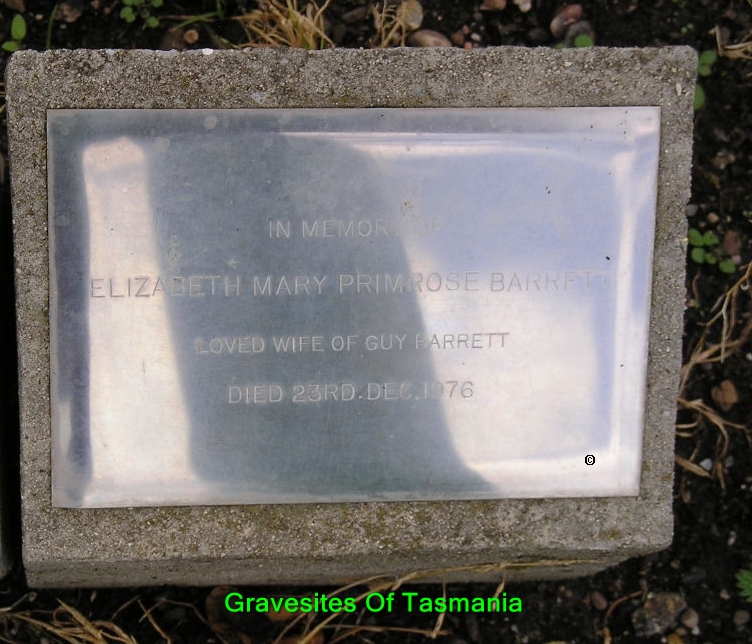 IN MEMORY OF
ELIZABETH MARY PRIMROSE BARRETT
LOVED WIFE OF GUY BARRETT
DIED 23RD. DEC. 1976
©
Gravesites Of Tasmania